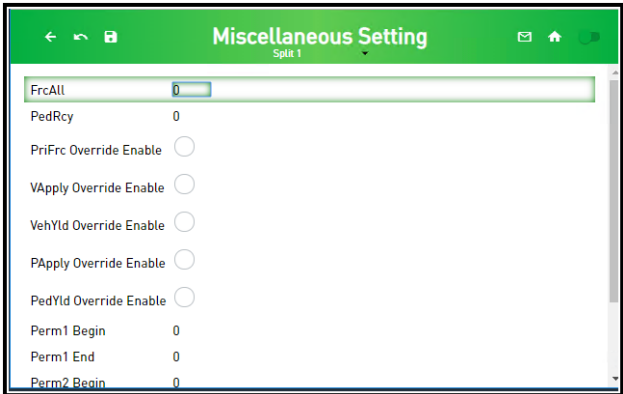 Miscellaneous Setting
Split 1
FrcAll 0
PedRcy 0
PriFrc Override Enable
VApply Override Enable
VehYld Override Enable
PApply Override Enable
PedYld Override Enable
Perm1 Begin 0
Perm1 End 0
Perm2 Begin 0